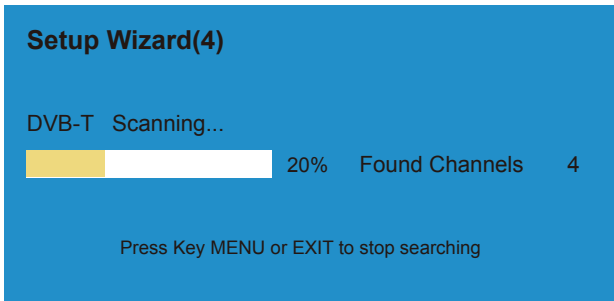 Setup Wizard(4)
DVB-T Scanning...
20% Found Channels 4
Press Key MENU or EXIT to stop searching